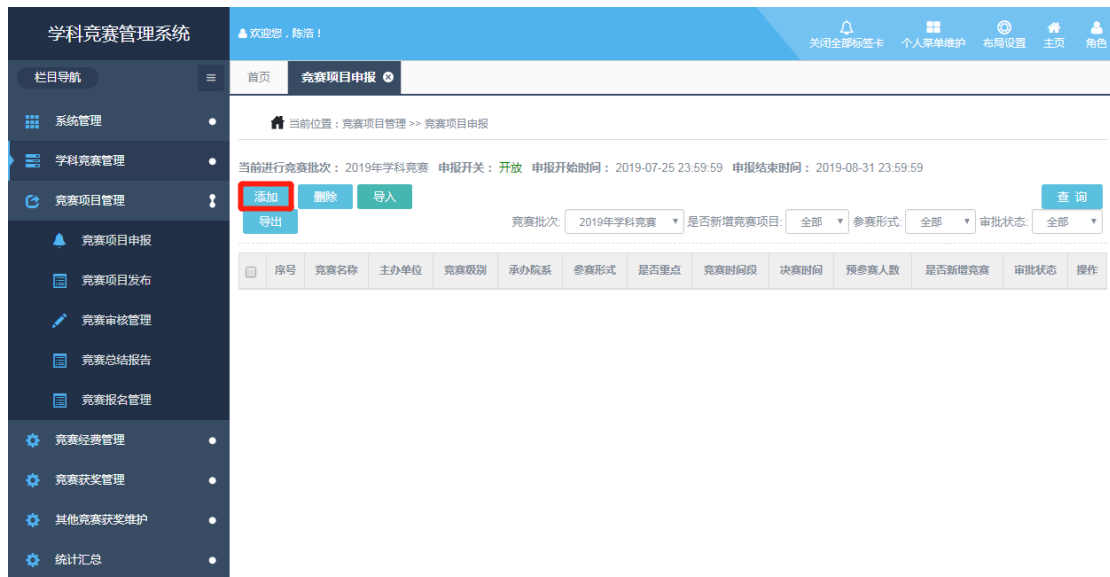 学科竞赛管理系统
欢迎您，陈浩！
关闭全部标签卡 个人菜单维护 布局设置 主页 角色
栏目导航
首页 竞赛项目申报
系统管理
学科竞赛管理
竞赛项目管理
竞赛项目申报
竞赛项目发布
竞赛审核管理
竞赛总结报告
竞赛报名管理
竞赛经费管理
竞赛获奖管理
其他竞赛获奖维护
统计汇总
当前位置：竞赛项目管理 >> 竞赛项目申报
当前进行竞赛批次：2019年学科竞赛 申报开关：开放 申报开始时间：2019-07-25 23:59:59 申报结束时间：2019-08-31 23:59:59
添加 删除 导入 查 询
导出 竞赛批次: 2019年学科竞赛 是否新增竞赛项目: 全部 参赛形式: 全部 审批状态: 全部
序号 竞赛名称 主办单位 竞赛级别 承办院系 参赛形式 是否重点 竞赛时间段 决赛时间 预参赛人数 是否新增竞赛 审批状态 操作